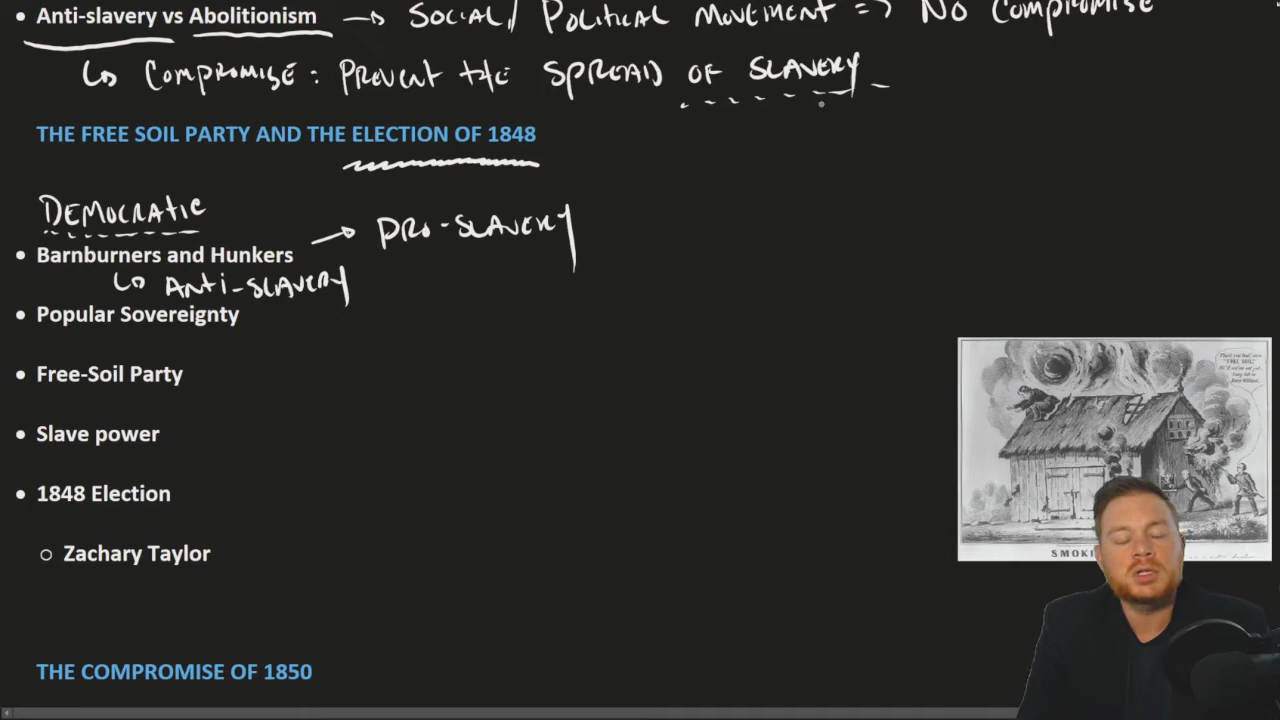 • Anti-slavery vs Abolitionism → SOCIAL/POLITICAL MOVEMENT => NO COMPROMISE
↳ COMPROMISE: PREVENT the SPREAD OF SLAVERY
THE FREE SOIL PARTY AND THE ELECTION OF 1848
DEMOCRATIC
→ PRO-SLAVERY
• Barnburners and Hunkers
↳ ANTi-SLAVERY
• Popular Sovereignty
• Free-Soil Party
• Slave power
• 1848 Election
○ Zachary Taylor
THE COMPROMISE OF 1850
"FREE SOIL"